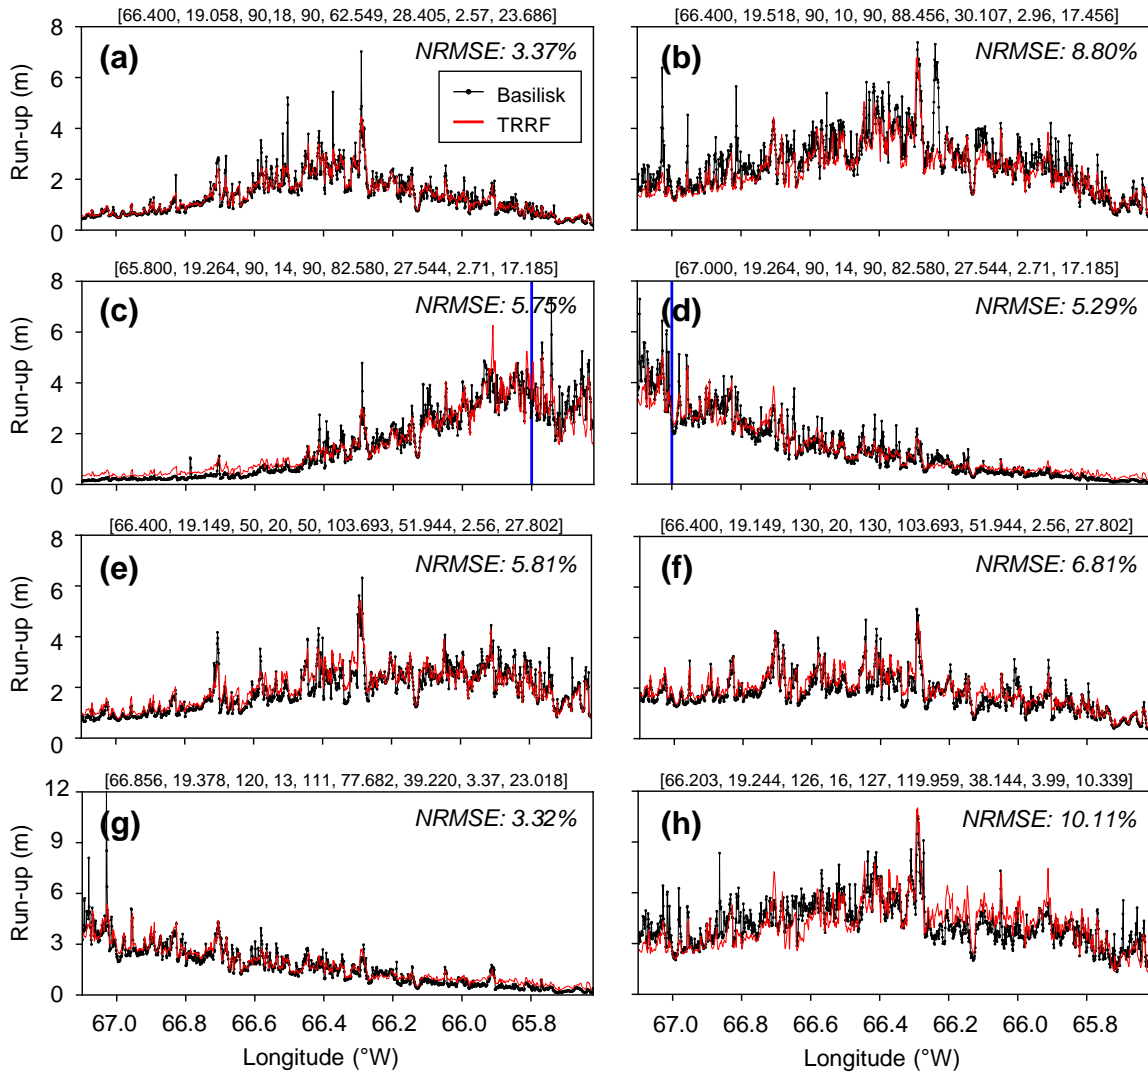 [66.400, 19.058, 90,18, 90, 62.549, 28.405, 2.57, 23.686]
[66.400, 19.518, 90, 10, 90, 88.456, 30.107, 2.96, 17.456]
8
6
4
2
0
Run-up (m)
(a)
NRMSE: 3.37%
Basilisk
TRRF
(b)
NRMSE: 8.80%
[65.800, 19.264, 90, 14, 90, 82.580, 27.544, 2.71, 17.185]
[67.000, 19.264, 90, 14, 90, 82.580, 27.544, 2.71, 17.185]
8
6
4
2
0
Run-up (m)
(c)
NRMSE: 5.75%
(d)
NRMSE: 5.29%
[66.400, 19.149, 50, 20, 50, 103.693, 51.944, 2.56, 27.802]
[66.400, 19.149, 130, 20, 130, 103.693, 51.944, 2.56, 27.802]
8
6
4
2
0
Run-up (m)
(e)
NRMSE: 5.81%
(f)
NRMSE: 6.81%
[66.856, 19.378, 120, 13, 111, 77.682, 39.220, 3.37, 23.018]
[66.203, 19.244, 126, 16, 127, 119.959, 38.144, 3.99, 10.339]
12
9
6
3
0
Run-up (m)
(g)
NRMSE: 3.32%
(h)
NRMSE: 10.11%
67.0 66.8 66.6 66.4 66.2 66.0 65.8
Longitude (°W)
67.0 66.8 66.6 66.4 66.2 66.0 65.8
Longitude (°W)